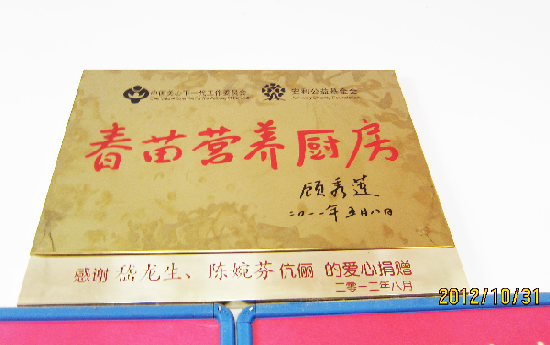 中国关心下一代工作委员会 安利公益基金会
春苗营养厨房
顾秀莲
二〇一一年五月八日
感谢 嵇龙生、陈婉芬 伉俪 的爱心捐赠
二零一二年八月
2012/10/31